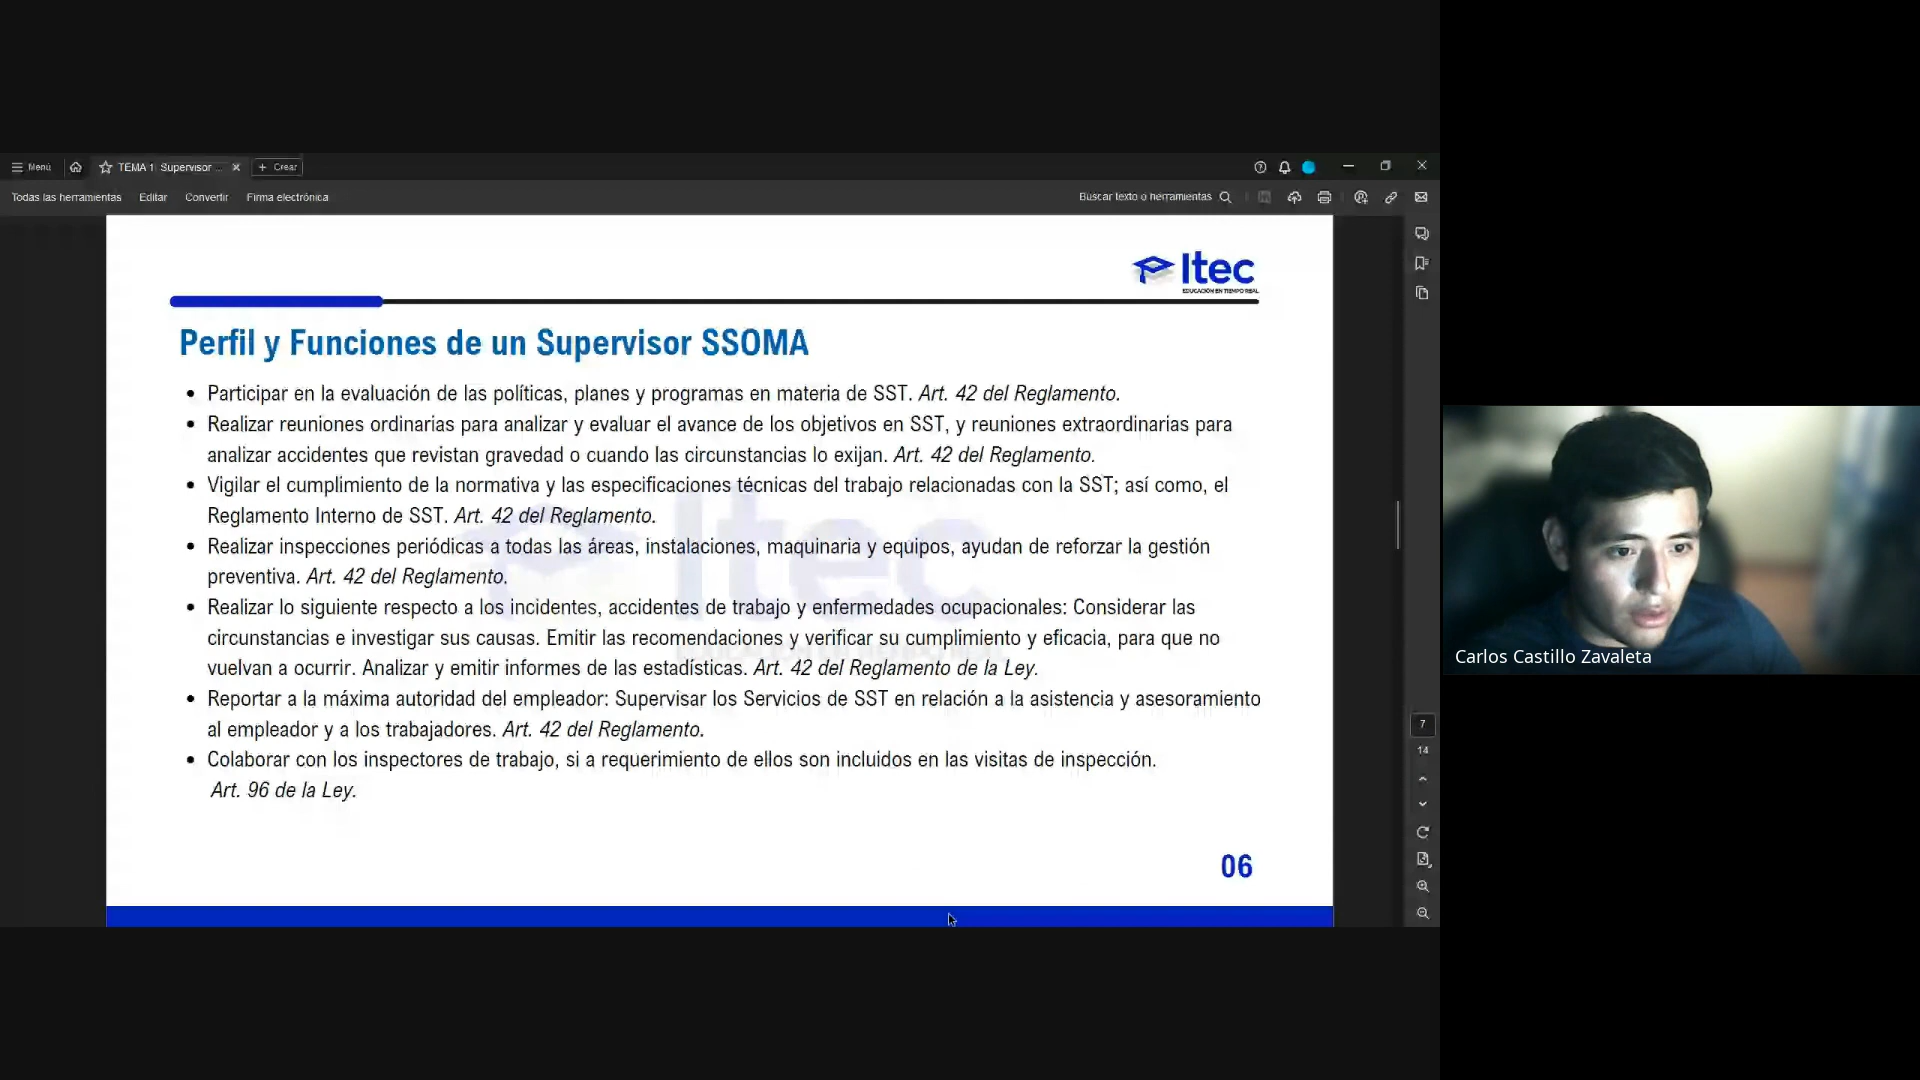 Menú
TEMA 1: Supervisor ...
Crear
Todas las herramientas
Editar
Convertir
Firma electrónica
Buscar texto o herramientas
Itec
EDUCACIÓN EN TIEMPO REAL
Perfil y Funciones de un Supervisor SSOMA
• Participar en la evaluación de las políticas, planes y programas en materia de SST. Art. 42 del Reglamento.
• Realizar reuniones ordinarias para analizar y evaluar el avance de los objetivos en SST, y reuniones extraordinarias para
analizar accidentes que revistan gravedad o cuando las circunstancias lo exijan. Art. 42 del Reglamento.
• Vigilar el cumplimiento de la normativa y las especificaciones técnicas del trabajo relacionadas con la SST; así como, el
Reglamento Interno de SST. Art. 42 del Reglamento.
• Realizar inspecciones periódicas a todas las áreas, instalaciones, maquinaria y equipos, ayudan de reforzar la gestión
preventiva. Art. 42 del Reglamento.
• Realizar lo siguiente respecto a los incidentes, accidentes de trabajo y enfermedades ocupacionales: Considerar las
circunstancias e investigar sus causas. Emitir las recomendaciones y verificar su cumplimiento y eficacia, para que no
vuelvan a ocurrir. Analizar y emitir informes de las estadísticas. Art. 42 del Reglamento de la Ley.
• Reportar a la máxima autoridad del empleador: Supervisar los Servicios de SST en relación a la asistencia y asesoramiento
al empleador y a los trabajadores. Art. 42 del Reglamento.
• Colaborar con los inspectores de trabajo, si a requerimiento de ellos son incluidos en las visitas de inspección.
Art. 96 de la Ley.
Itec
06
7
14
Carlos Castillo Zavaleta